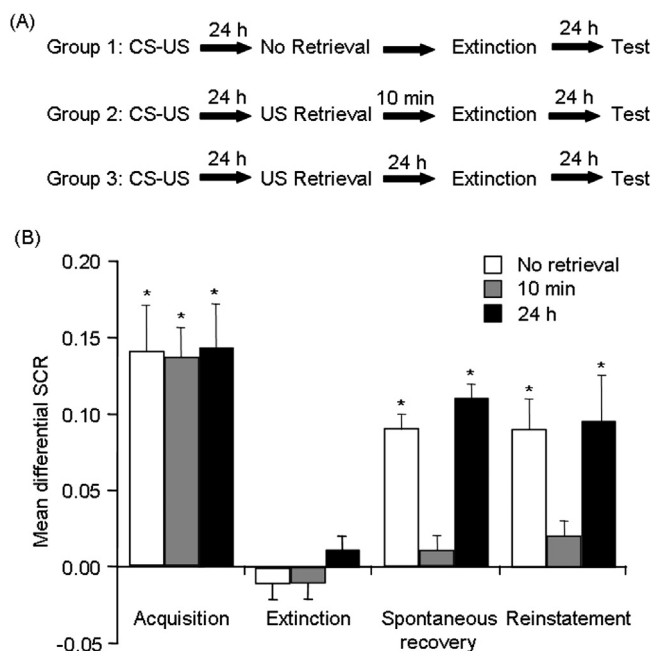 (A)
24 h 24 h
Group 1: CS-US No Retrieval Extinction Test
24 h 10 min 24 h
Group 2: CS-US US Retrieval Extinction Test
24 h 24 h 24 h
Group 3: CS-US US Retrieval Extinction Test
(B)
0.20
0.15
0.10
0.05
0.00
-0.05
Mean differential SCR
No retrieval
10 min
24 h
* * *
* *
* *
Acquisition Extinction Spontaneous Reinstatement
recovery